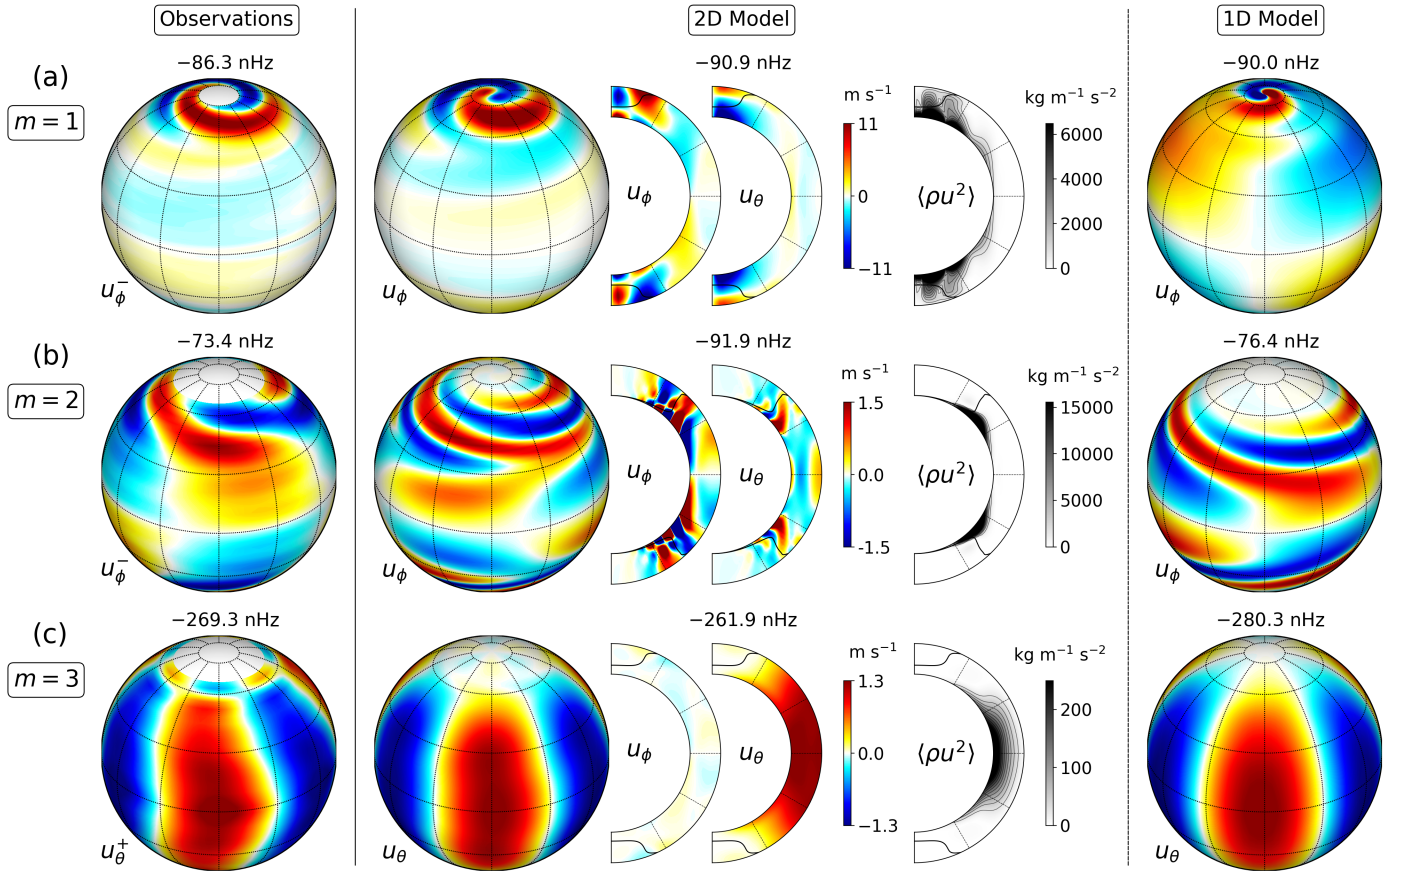 Observations
2D Model
1D Model
(a)
m = 1
−86.3 nHz
−90.9 nHz
−90.0 nHz
m s⁻¹
kg m⁻¹ s⁻²
11
0
−11
6000
4000
2000
0
u_ϕ⁻
u_ϕ
u_ϕ
u_θ
⟨ρu²⟩
u_ϕ
(b)
m = 2
−73.4 nHz
−91.9 nHz
−76.4 nHz
m s⁻¹
kg m⁻¹ s⁻²
1.5
0.0
-1.5
15000
10000
5000
0
u_ϕ⁻
u_ϕ
u_ϕ
u_θ
⟨ρu²⟩
u_ϕ
(c)
m = 3
−269.3 nHz
−261.9 nHz
−280.3 nHz
m s⁻¹
kg m⁻¹ s⁻²
1.3
0.0
−1.3
200
100
0
u_θ⁺
u_θ
u_ϕ
u_θ
⟨ρu²⟩
u_θ